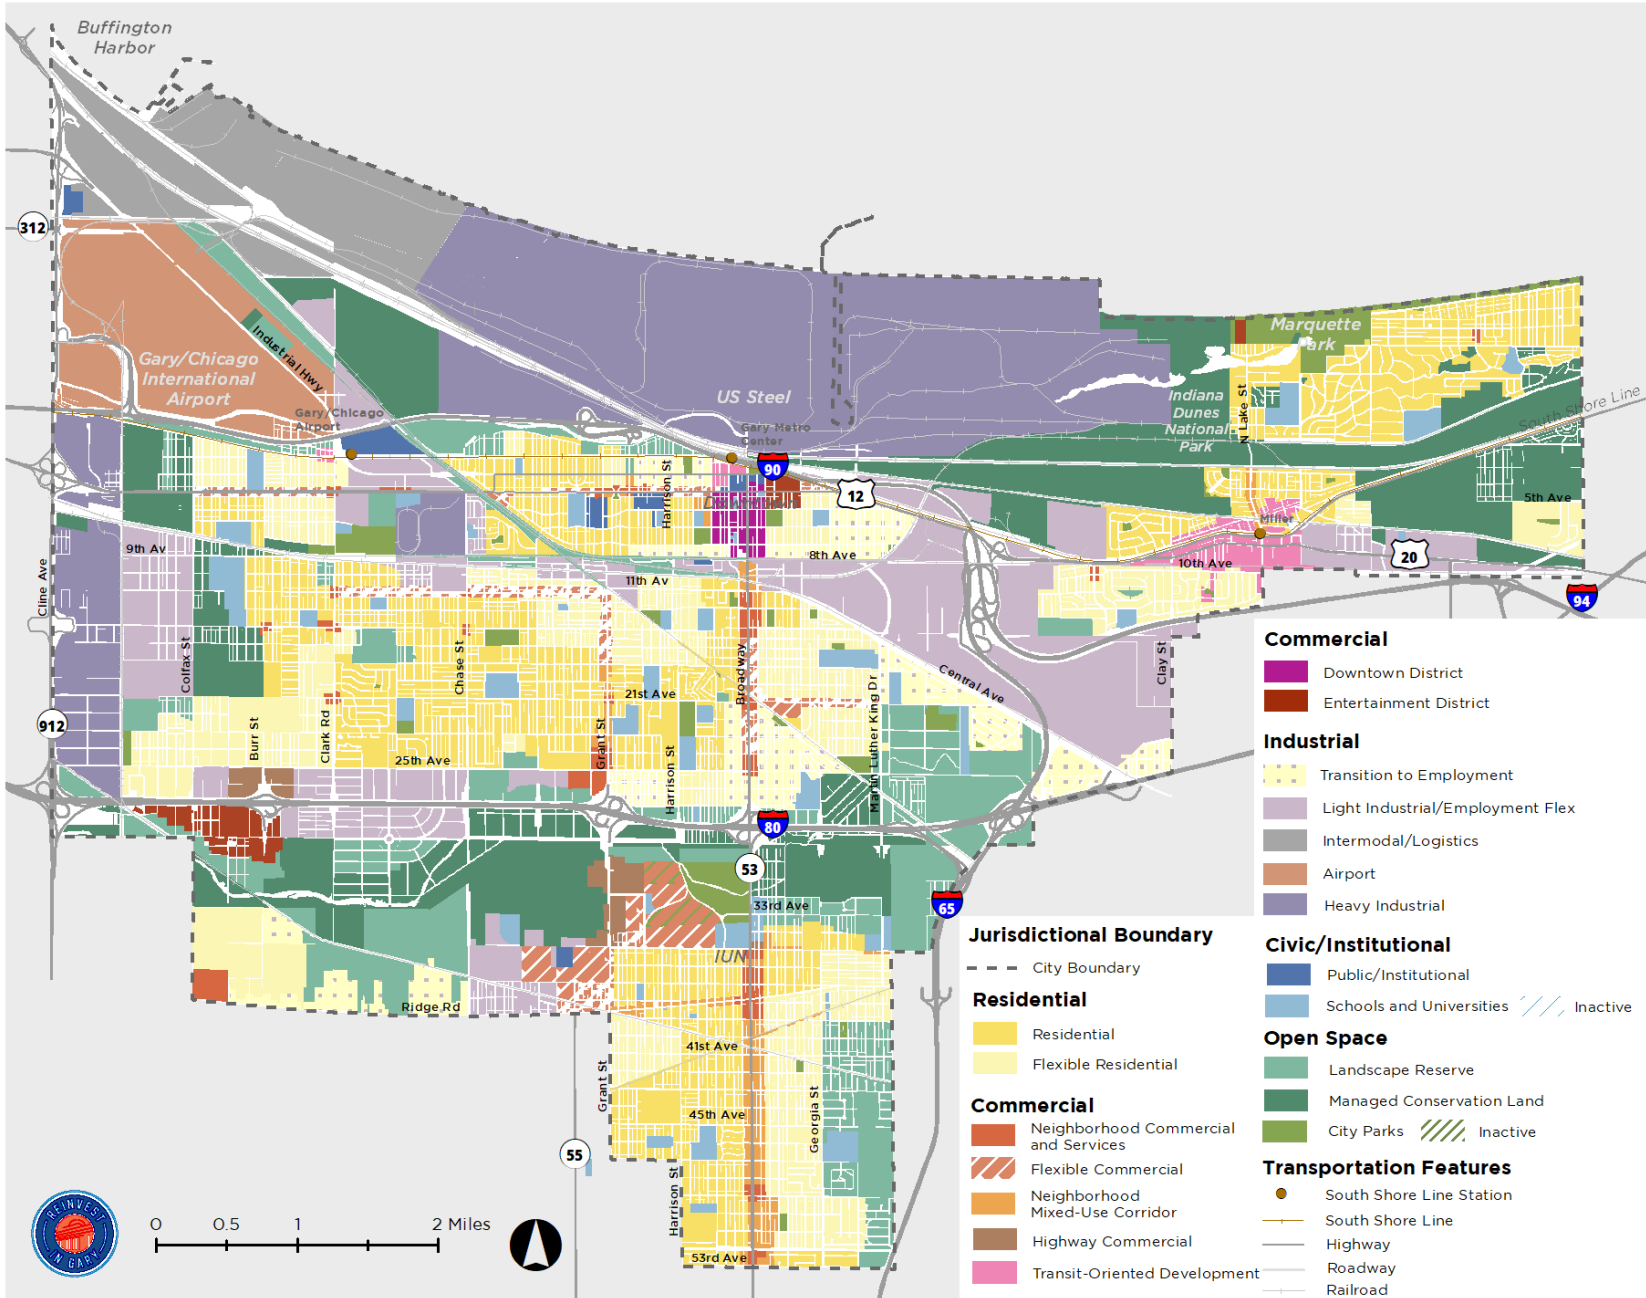 Buffington
Harbor
312
Gary/Chicago
International
Airport
Industrial Hwy
Gary/Chicago
Airport
US Steel
Gary Metro
Center
90
12
Downtown
Marquette
Park
Indiana
Dunes
National
Park
N Lake St
South Shore Line
5th Ave
Miller
20
10th Ave
94
8th Ave
9th Av
11th Av
Harrison St
Cline Ave
Colfax St
Chase St
Broadway
21st Ave
Central Ave
Clay St
912
Burr St
Clark Rd
25th Ave
Grant St
Harrison St
Martin Luther King Dr
80
53
33rd Ave
65
IUN
Ridge Rd
41st Ave
Grant St
45th Ave
Georgia St
55
Harrison St
53rd Ave
REINVEST
IN GARY
0 0.5 1 2 Miles
Commercial
Downtown District
Entertainment District
Industrial
Transition to Employment
Light Industrial/Employment Flex
Intermodal/Logistics
Airport
Heavy Industrial
Civic/Institutional
Public/Institutional
Schools and Universities Inactive
Open Space
Landscape Reserve
Managed Conservation Land
City Parks Inactive
Transportation Features
South Shore Line Station
South Shore Line
Highway
Roadway
Railroad
Jurisdictional Boundary
City Boundary
Residential
Residential
Flexible Residential
Commercial
Neighborhood Commercial
and Services
Flexible Commercial
Neighborhood
Mixed-Use Corridor
Highway Commercial
Transit-Oriented Development